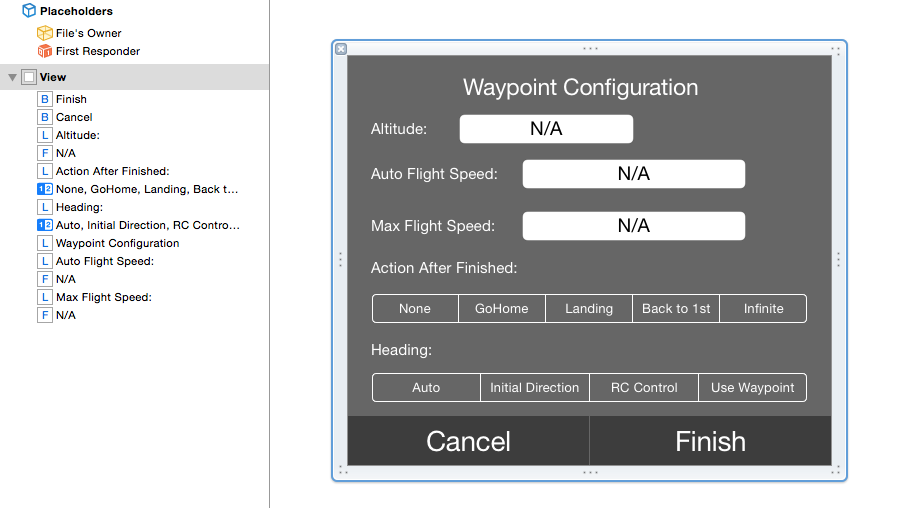 Placeholders
File's Owner
First Responder
View
B Finish
B Cancel
L Altitude:
F N/A
L Action After Finished:
1 2 None, GoHome, Landing, Back t...
L Heading:
1 2 Auto, Initial Direction, RC Contro...
L Waypoint Configuration
L Auto Flight Speed:
F N/A
L Max Flight Speed:
F N/A
Waypoint Configuration
Altitude: N/A
Auto Flight Speed: N/A
Max Flight Speed: N/A
Action After Finished:
None GoHome Landing Back to 1st Infinite
Heading:
Auto Initial Direction RC Control Use Waypoint
Cancel Finish